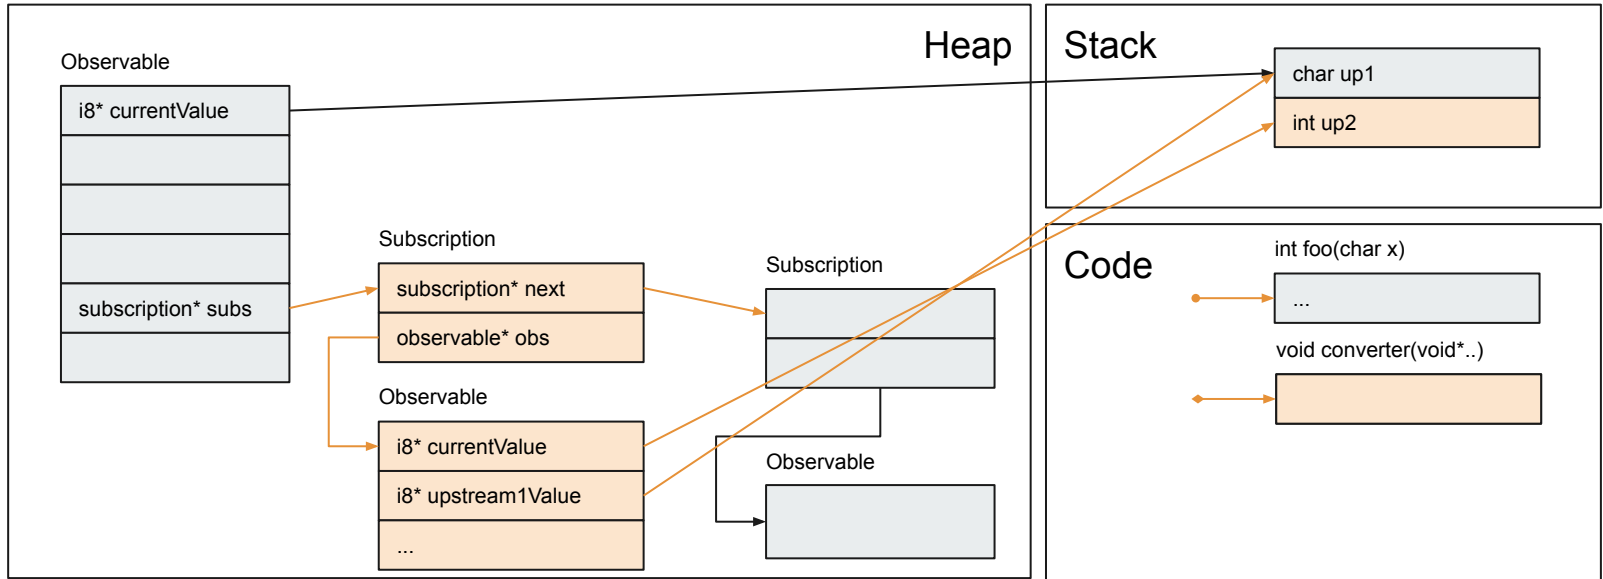 Heap
Observable
i8* currentValue
subscription* subs
Subscription
subscription* next
observable* obs
Observable
i8* currentValue
i8* upstream1Value
...
Subscription
Observable
Stack
char up1
int up2
Code
int foo(char x)
...
void converter(void*..)